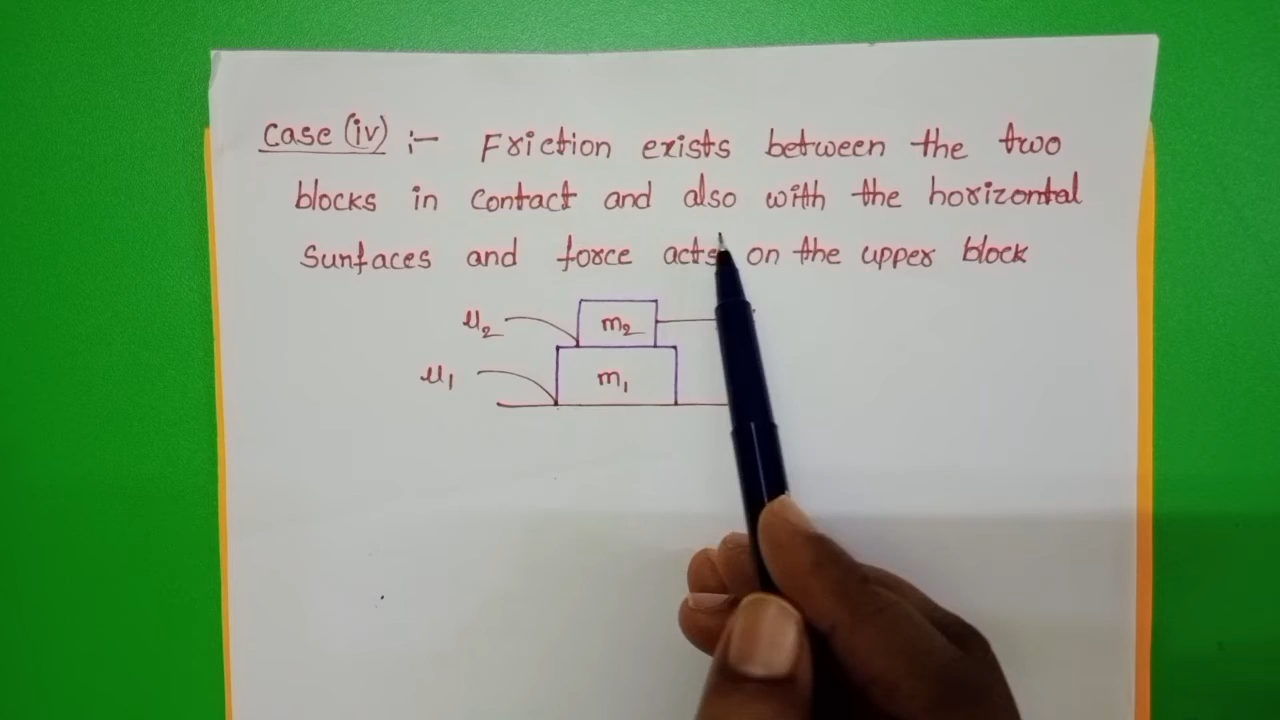 Case (iv) :- Friction exists between the two
blocks in contact and also with the horizontal
Surfaces and force acts on the upper block
μ2
m2
μ1
m1